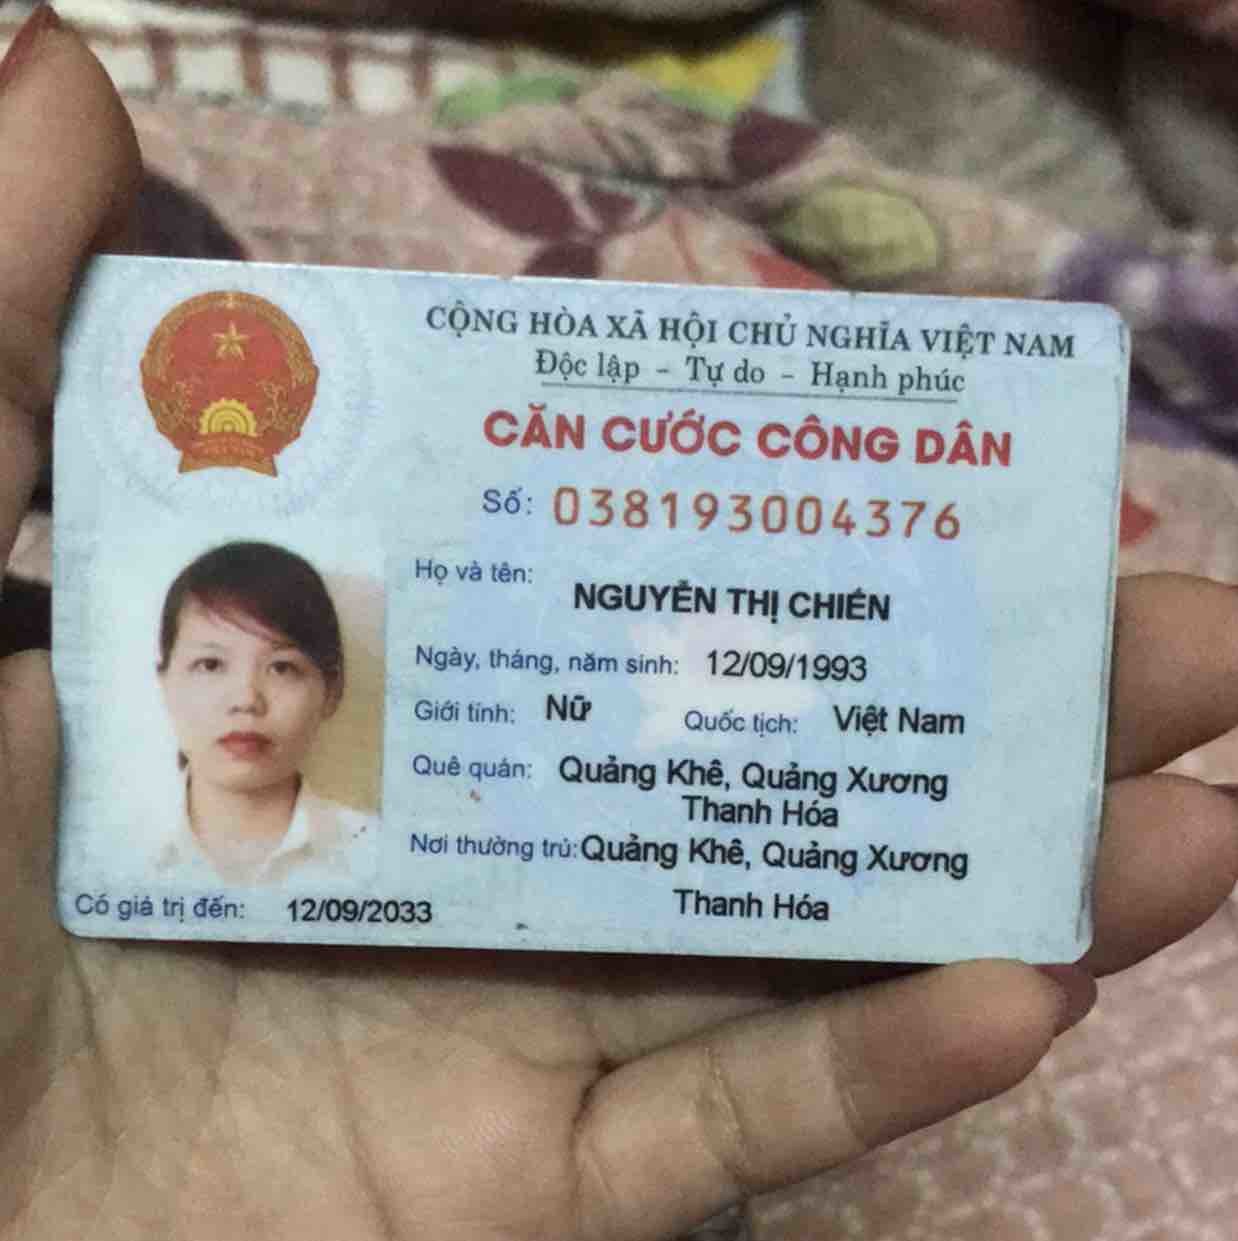 CỘNG HÒA XÃ HỘI CHỦ NGHĨA VIỆT NAM
Độc lập - Tự do - Hạnh phúc
CĂN CƯỚC CÔNG DÂN
Số: 038193004376
Họ và tên:
NGUYỄN THỊ CHIÊN
Ngày, tháng, năm sinh: 12/09/1993
Giới tính: Nữ Quốc tịch: Việt Nam
Quê quán: Quảng Khê, Quảng Xương
Thanh Hóa
Nơi thường trú: Quảng Khê, Quảng Xương
Thanh Hóa
Có giá trị đến: 12/09/2033